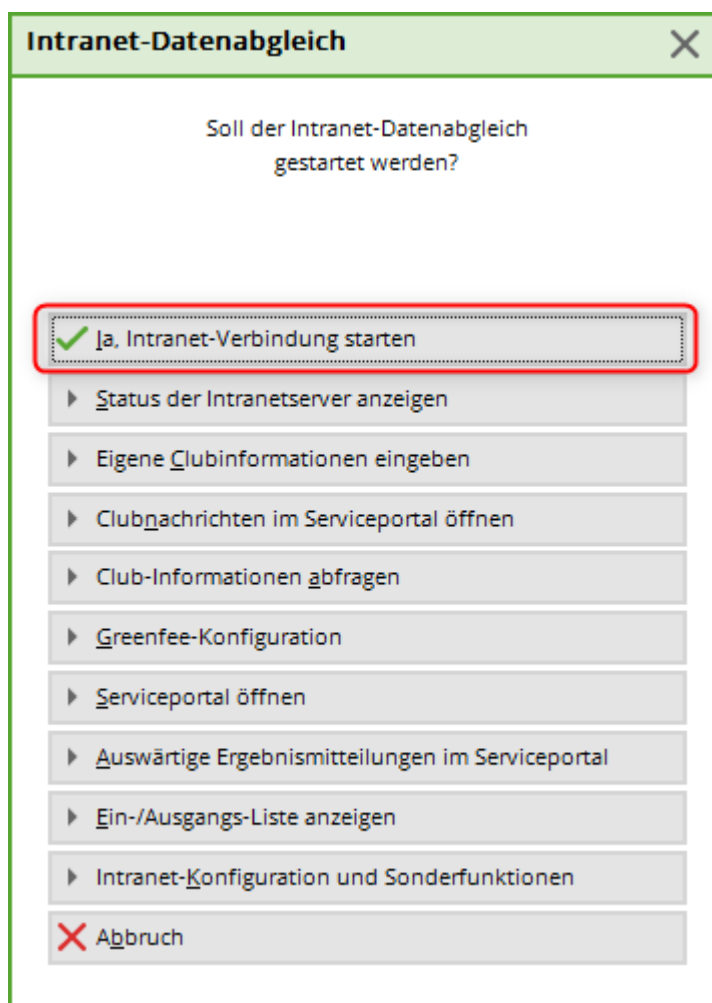 Intranet-Datenabgleich
Soll der Intranet-Datenabgleich
gestartet werden?
Ja, Intranet-Verbindung starten
Status der Intranetserver anzeigen
Eigene Clubinformationen eingeben
Clubnachrichten im Serviceportal öffnen
Club-Informationen abfragen
Greenfee-Konfiguration
Serviceportal öffnen
Auswärtige Ergebnismitteilungen im Serviceportal
Ein-/Ausgangs-Liste anzeigen
Intranet-Konfiguration und Sonderfunktionen
Abbruch